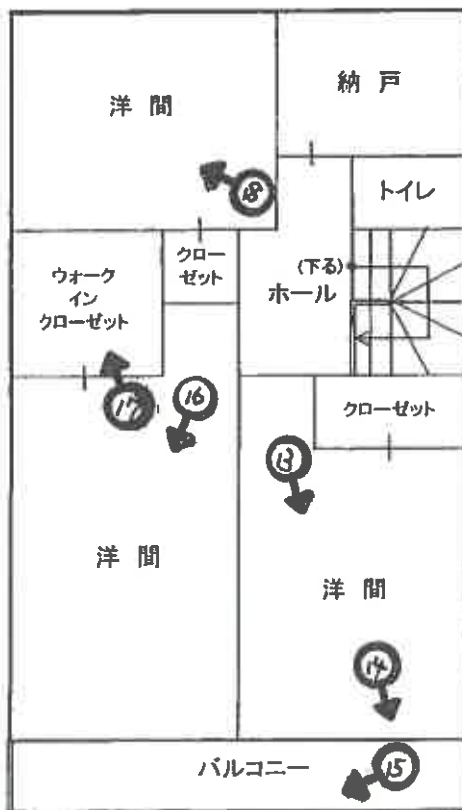 洋間
納戸
トイレ
⑱
クロー
ゼット
(下る)
ホール
ウォーク
イン
クローゼット
⑰
⑯
クローゼット
⑬
洋間
洋間
⑭
バルコニー
⑮